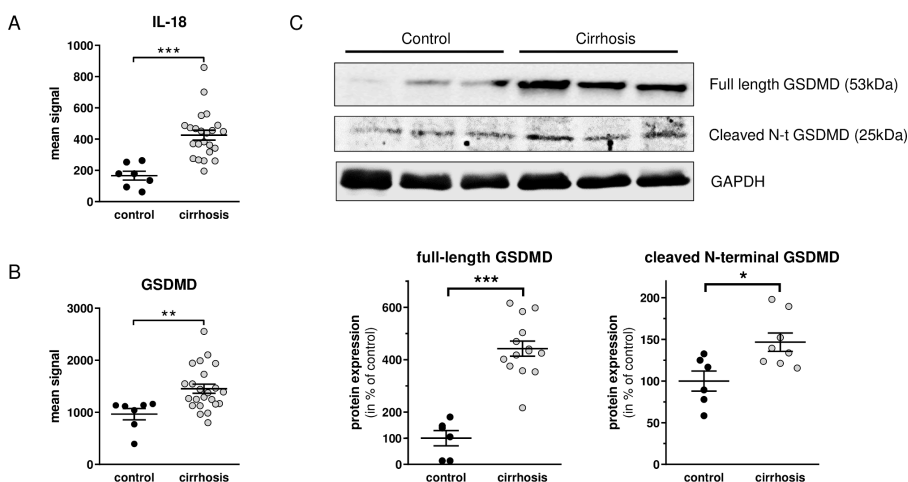 A
IL-18
***
1000
800
600
400
200
0
mean signal
control
cirrhosis
B
GSDMD
**
3000
2000
1000
0
mean signal
control
cirrhosis
C
Control
Cirrhosis
Full length GSDMD (53kDa)
Cleaved N-t GSDMD (25kDa)
GAPDH
full-length GSDMD
***
600
400
200
100
0
protein expression
(in % of control)
control
cirrhosis
cleaved N-terminal GSDMD
*
200
150
100
50
0
protein expression
(in % of control)
control
cirrhosis